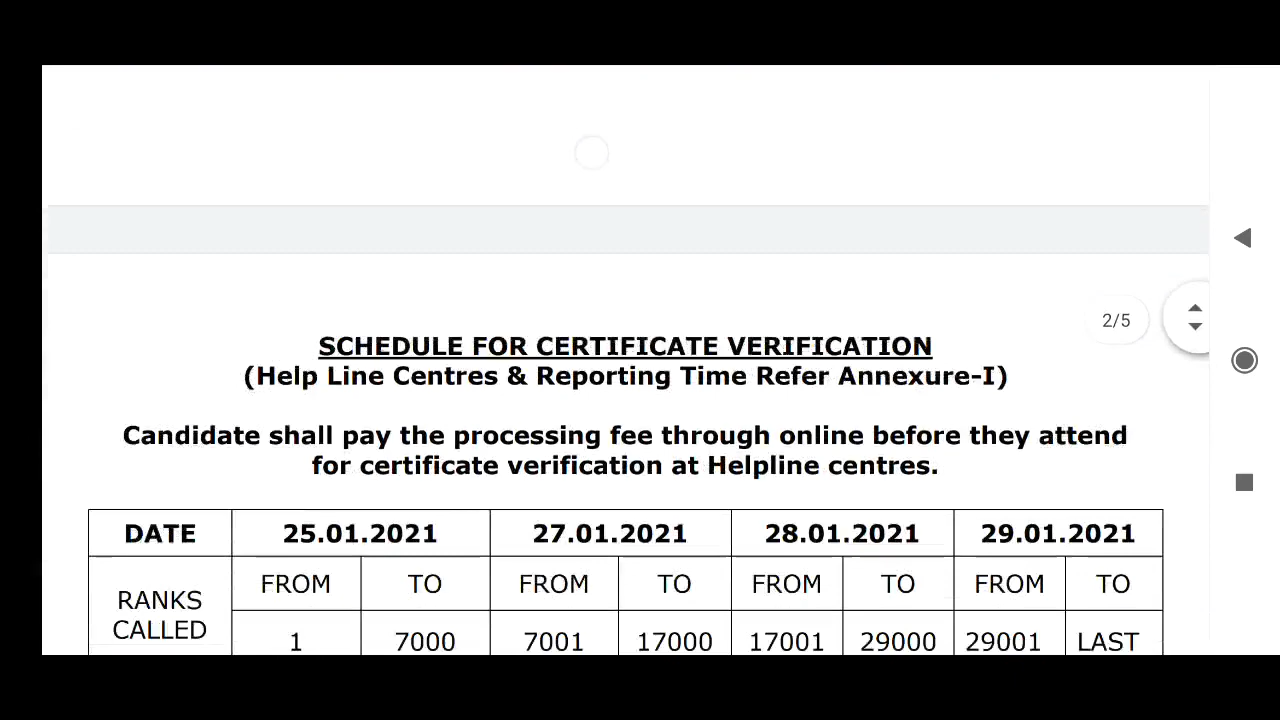 2/5
SCHEDULE FOR CERTIFICATE VERIFICATION
(Help Line Centres & Reporting Time Refer Annexure-I)
Candidate shall pay the processing fee through online before they attend
for certificate verification at Helpline centres.
DATE 25.01.2021 27.01.2021 28.01.2021 29.01.2021
RANKS CALLED FROM TO FROM TO FROM TO FROM TO
1 7000 7001 17000 17001 29000 29001 LAST